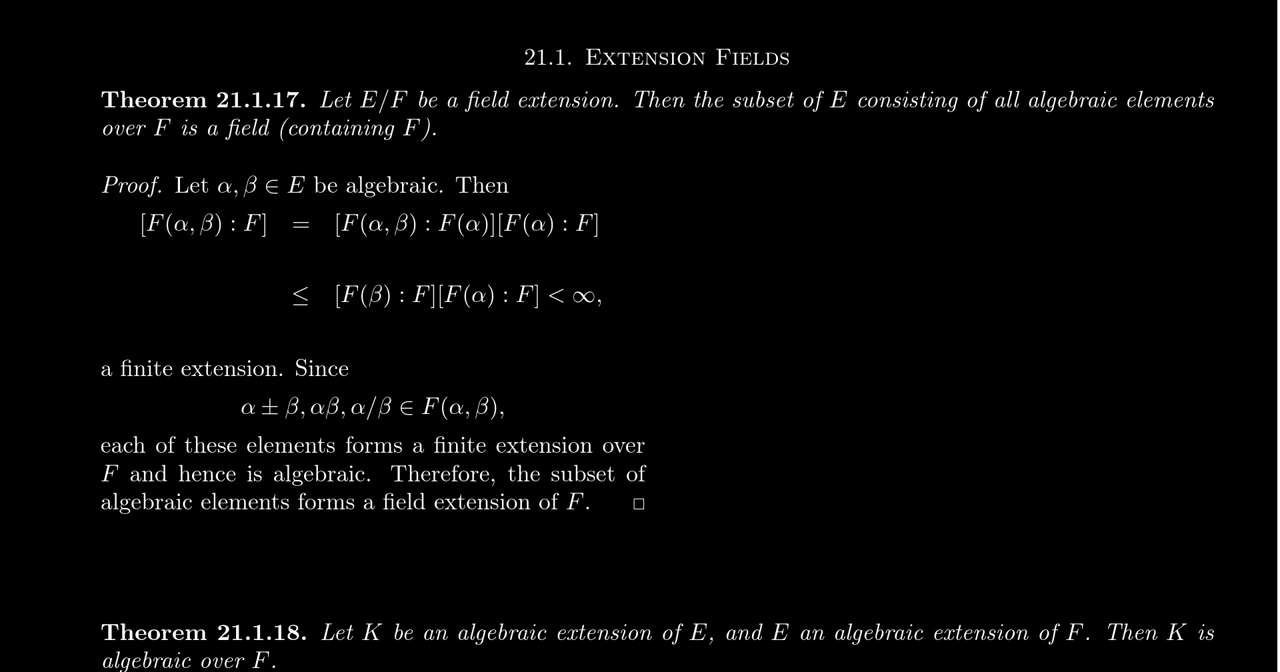 21.1. EXTENSION FIELDS
Theorem 21.1.17. Let E/F be a field extension. Then the subset of E consisting of all algebraic elements
over F is a field (containing F).
Proof. Let α, β ∈ E be algebraic. Then
[F(α, β) : F] = [F(α, β) : F(α)][F(α) : F]
≤ [F(β) : F][F(α) : F] < ∞,
a finite extension. Since
α ± β, αβ, α/β ∈ F(α, β),
each of these elements forms a finite extension over
F and hence is algebraic. Therefore, the subset of
algebraic elements forms a field extension of F. □
Theorem 21.1.18. Let K be an algebraic extension of E, and E an algebraic extension of F. Then K is
algebraic over F.